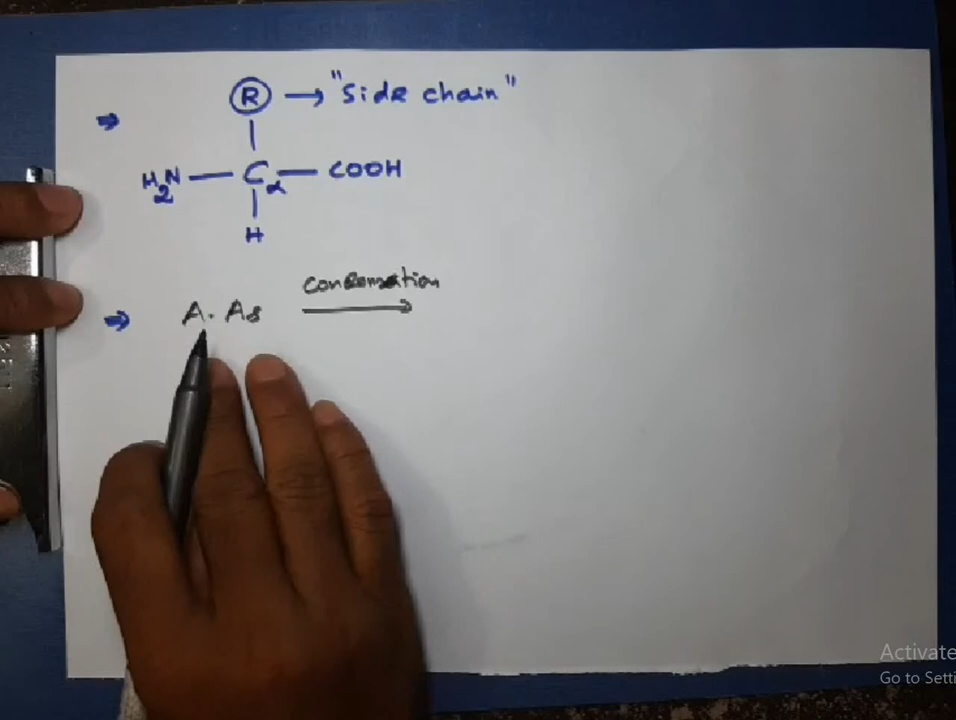 R → "Side chain"
H2N — Cα — COOH
H
Condensation
A. As
Activate
Go to Setti